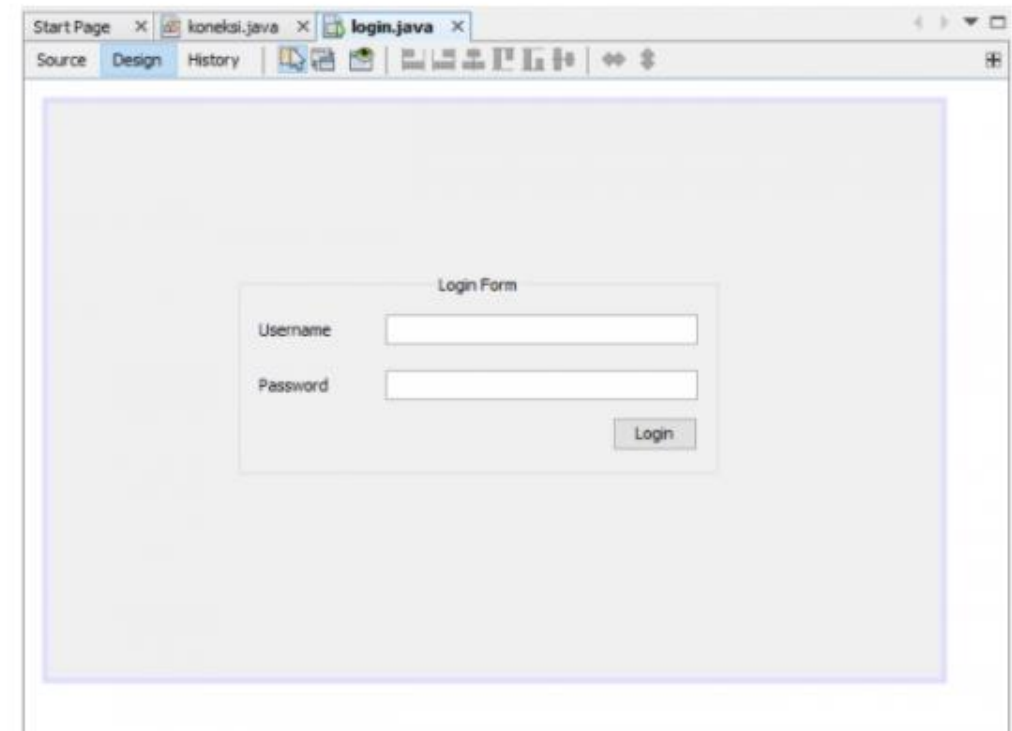 Start Page koneksi.java login.java
Source Design History
Login Form
Username
Password
Login